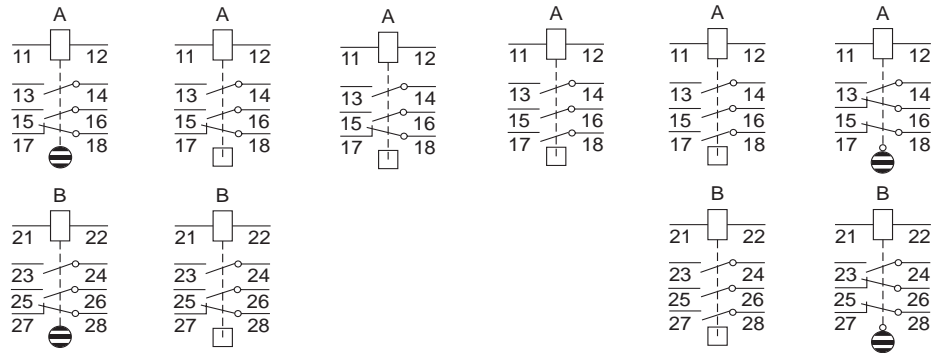 A A A A A A
11 12 11 12 11 12 11 12 11 12 11 12
13 14 13 14 13 14 13 14 13 14 13 14
15 16 15 16 15 16 15 16 15 16 15 16
17 18 17 18 17 18 17 18 17 18 17 18
B B B B
21 22 21 22 21 22 21 22
23 24 23 24 23 24 23 24
25 26 25 26 25 26 25 26
27 28 27 28 27 28 27 28